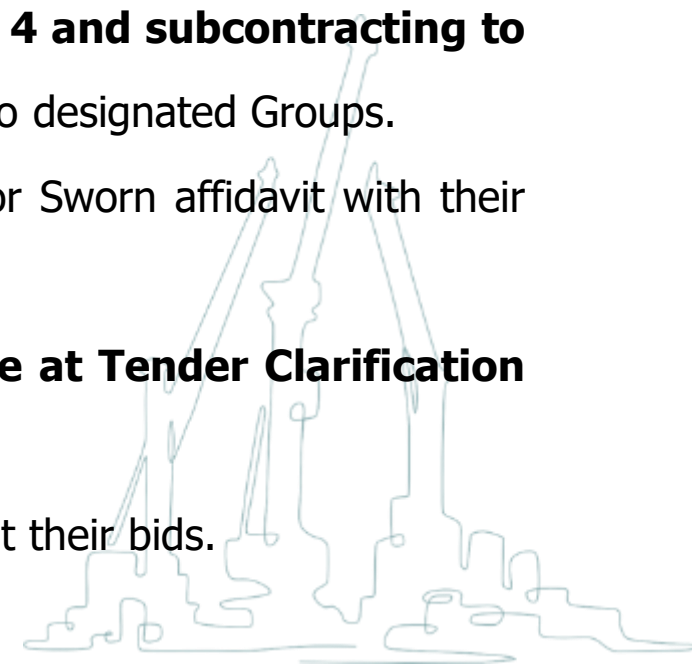 4 and subcontracting to
o designated Groups.
or Sworn affidavit with their
e at Tender Clarification
t their bids.